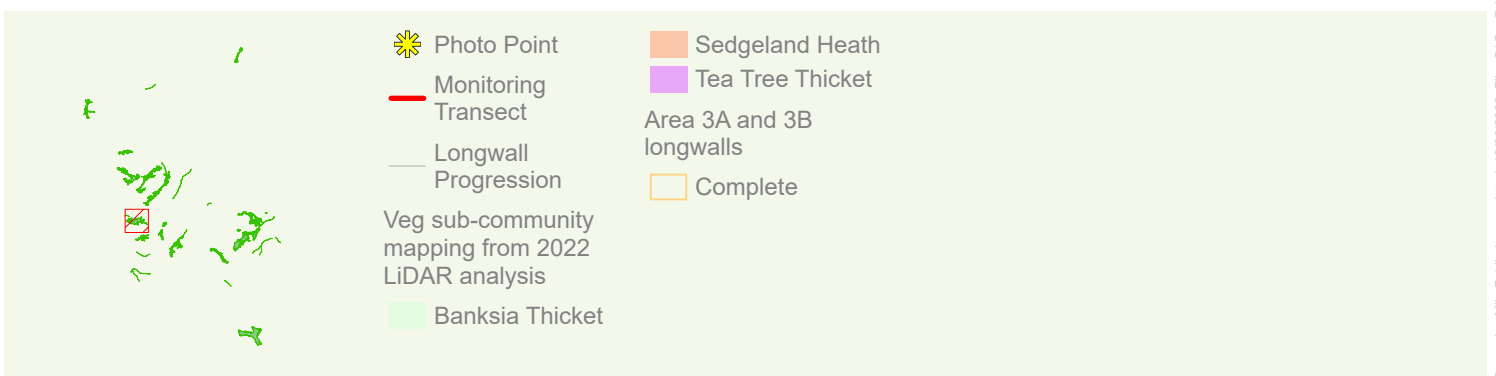 Photo Point
Monitoring
Transect
Longwall
Progression
Veg sub-community
mapping from 2022
LiDAR analysis
Banksia Thicket
Sedgeland Heath
Tea Tree Thicket
Area 3A and 3B
longwalls
Complete